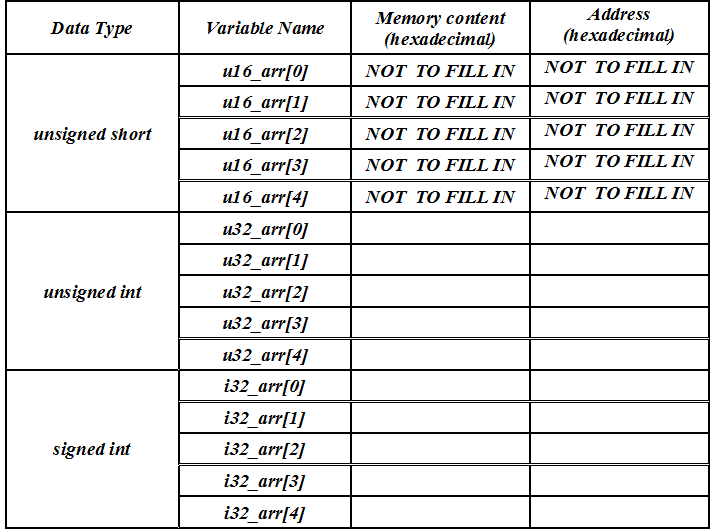 Data Type Variable Name Memory content (hexadecimal) Address (hexadecimal)
unsigned short
u16_arr[0] NOT TO FILL IN NOT TO FILL IN
u16_arr[1] NOT TO FILL IN NOT TO FILL IN
u16_arr[2] NOT TO FILL IN NOT TO FILL IN
u16_arr[3] NOT TO FILL IN NOT TO FILL IN
u16_arr[4] NOT TO FILL IN NOT TO FILL IN
unsigned int
u32_arr[0]
u32_arr[1]
u32_arr[2]
u32_arr[3]
u32_arr[4]
signed int
i32_arr[0]
i32_arr[1]
i32_arr[2]
i32_arr[3]
i32_arr[4]